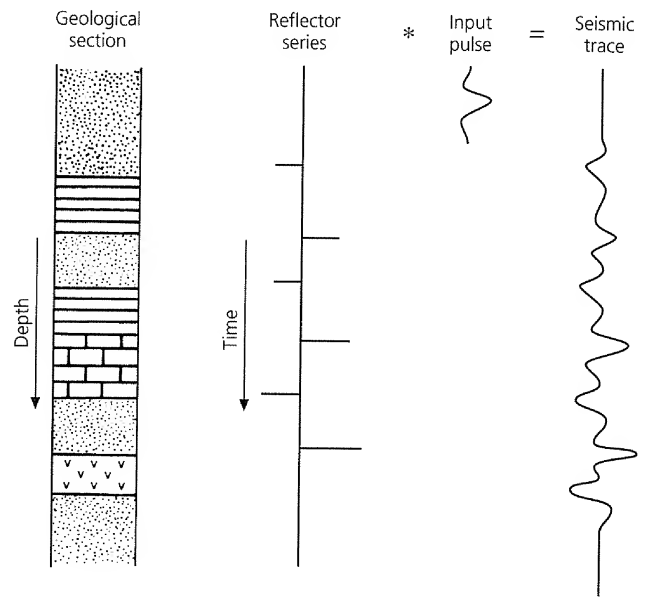 Geological
section
Reflector
series
*
Input
pulse
=
Seismic
trace
Depth
Time